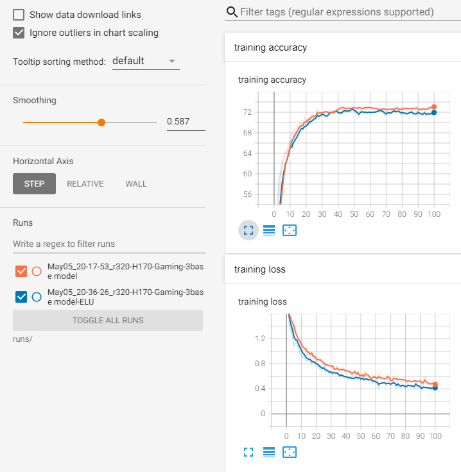 Show data download links
Ignore outliers in chart scaling
Tooltip sorting method: default
Smoothing
0.587
Horizontal Axis
STEP RELATIVE WALL
Runs
Write a regex to filter runs
May05_20-17-53_r320-H170-Gaming-3bas
e model
May05_20-36-26_r320-H170-Gaming-3bas
e model-ELU
TOGGLE ALL RUNS
runs/
Filter tags (regular expressions supported)
training accuracy
training accuracy
72
68
64
60
56
0 10 20 30 40 50 60 70 80 90 100
training loss
training loss
1.2
0.8
0.4
0
0 10 20 30 40 50 60 70 80 90 100